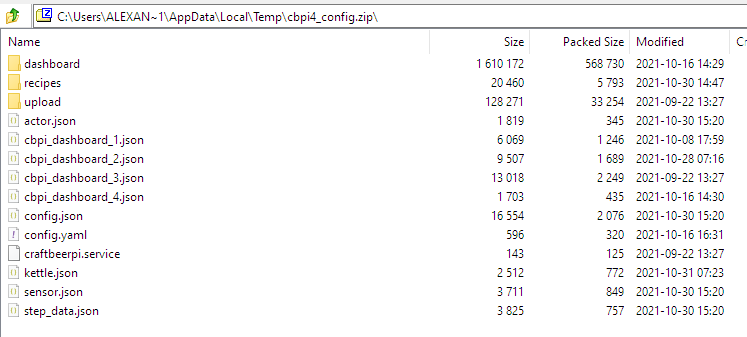 C:\Users\ALEXAN~1\AppData\Local\Temp\cbpi4_config.zip\
Name Size Packed Size Modified Cr
dashboard 1 610 172 568 730 2021-10-16 14:29
recipes 20 460 5 793 2021-10-30 14:47
upload 128 271 33 254 2021-09-22 13:27
actor.json 1 819 345 2021-10-30 15:20
cbpi_dashboard_1.json 6 069 1 246 2021-10-08 17:59
cbpi_dashboard_2.json 9 507 1 689 2021-10-28 07:16
cbpi_dashboard_3.json 13 018 2 249 2021-09-22 13:27
cbpi_dashboard_4.json 1 703 435 2021-10-16 14:30
config.json 16 554 2 076 2021-10-30 15:20
config.yaml 596 320 2021-10-16 16:31
craftbeerpi.service 143 125 2021-09-22 13:27
kettle.json 2 512 772 2021-10-31 07:23
sensor.json 3 711 849 2021-10-30 15:20
step_data.json 3 825 757 2021-10-30 15:20